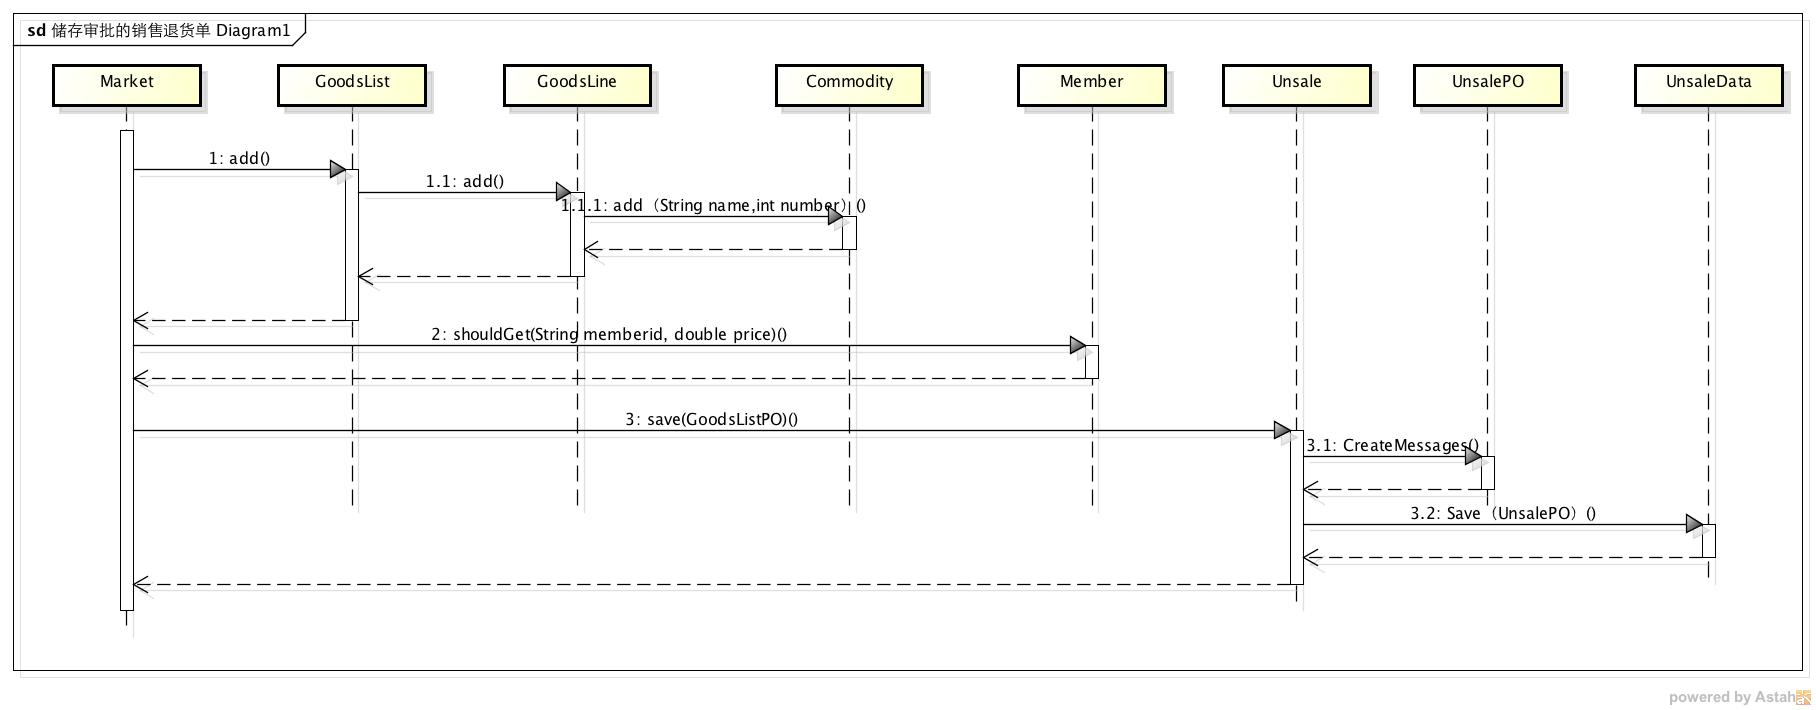 sd 储存审批的销售退货单 Diagram1
Market
GoodsList
GoodsLine
Commodity
Member
Unsale
UnsalePO
UnsaleData
1: add()
1.1: add()
1.1.1: add（String name,int number）()
2: shouldGet(String memberid, double price)()
3: save(GoodsListPO)()
3.1: CreateMessages()
3.2: Save（UnsalePO）()
powered by Astah